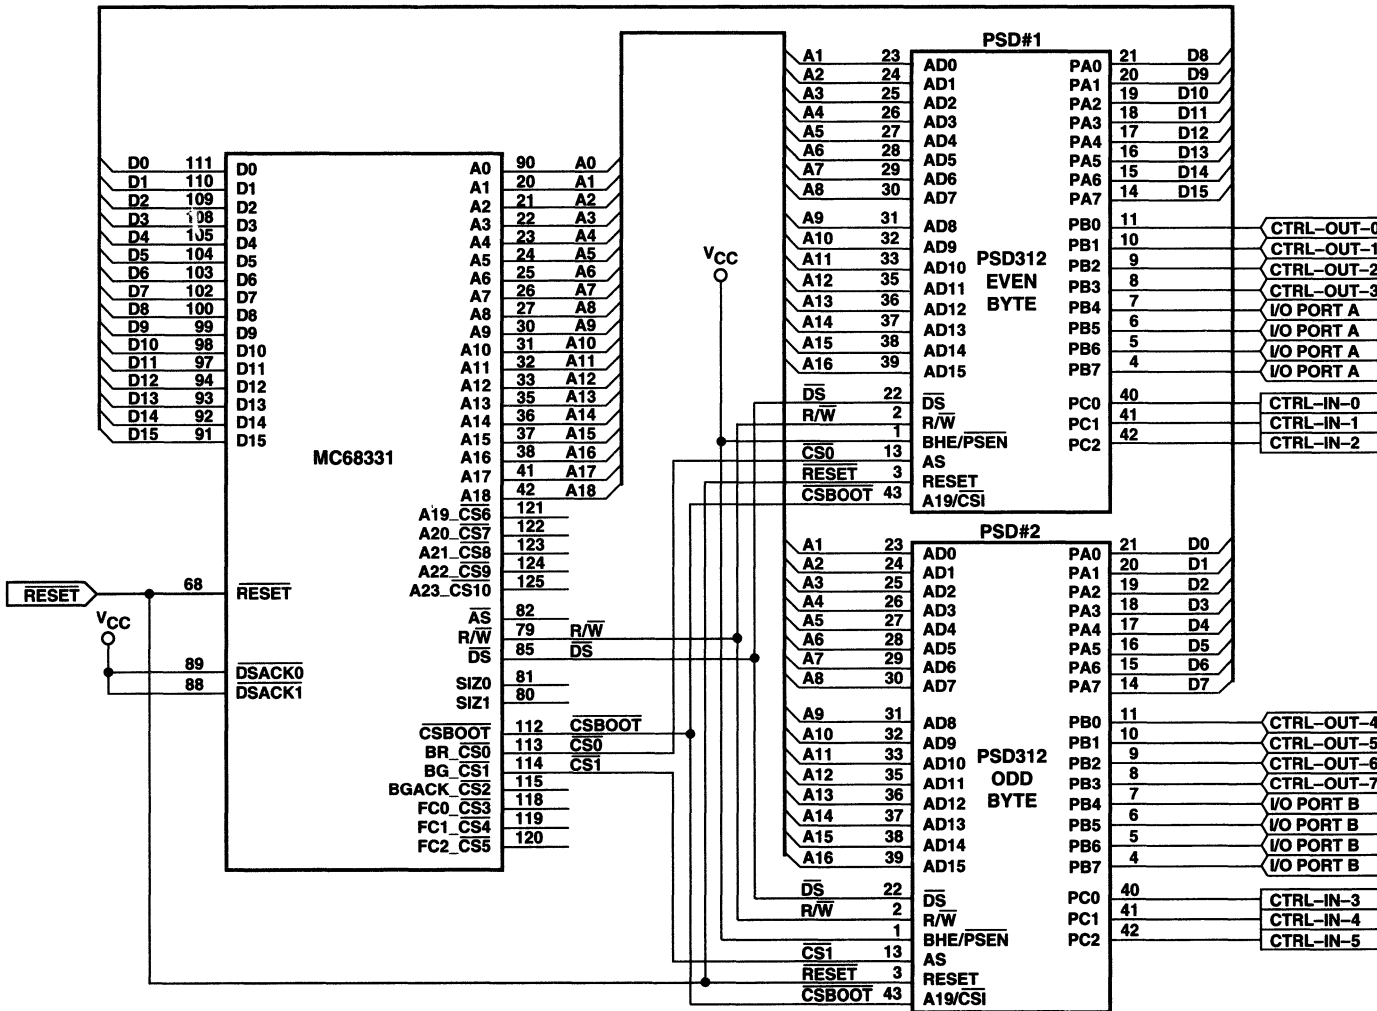 PSD#1
A1 23 AD0 PA0 21 D8
A2 24 AD1 PA1 20 D9
A3 25 AD2 PA2 19 D10
A4 26 AD3 PA3 18 D11
A5 27 AD4 PA4 17 D12
A6 28 AD5 PA5 16 D13
A7 29 AD6 PA6 15 D14
A8 30 AD7 PA7 14 D15
A9 31 AD8 PB0 11 CTRL-OUT-0
A10 32 AD9 PB1 10 CTRL-OUT-1
A11 33 AD10 PB2 9 CTRL-OUT-2
A12 35 AD11 PB3 8 CTRL-OUT-3
A13 36 AD12 PB4 7 I/O PORT A
A14 37 AD13 PB5 6 I/O PORT A
A15 38 AD14 PB6 5 I/O PORT A
A16 39 AD15 PB7 4 I/O PORT A
PSD312
EVEN
BYTE
DS 22 DS PC0 40 CTRL-IN-0
R/W 2 R/W PC1 41 CTRL-IN-1
1 BHE/PSEN PC2 42 CTRL-IN-2
CS0 13 AS
RESET 3 RESET
CSBOOT 43 A19/CSI
VCC
D0 111 D0 A0 90 A0
D1 110 D1 A1 20 A1
D2 109 D2 A2 21 A2
D3 108 D3 A3 22 A3
D4 105 D4 A4 23 A4
D5 104 D5 A5 24 A5
D6 103 D6 A6 25 A6
D7 102 D7 A7 26 A7
D8 100 D8 A8 27 A8
D9 99 D9 A9 30 A9
D10 98 D10 A10 31 A10
D11 97 D11 A11 32 A11
D12 94 D12 A12 33 A12
D13 93 D13 A13 35 A13
D14 92 D14 A14 36 A14
D15 91 D15 A15 37 A15
A16 38 A16
A17 41 A17
A18 42 A18
MC68331
A19_CS6 121
A20_CS7 122
A21_CS8 123
A22_CS9 124
A23_CS10 125
RESET 68 RESET
VCC
AS 82
R/W 79 R/W
DS 85 DS
89 DSACK0
88 DSACK1
SIZ0 81
SIZ1 80
CSBOOT 112 CSBOOT
BR_CS0 113 CS0
BG_CS1 114 CS1
BGACK_CS2 115
FC0_CS3 118
FC1_CS4 119
FC2_CS5 120
PSD#2
A1 23 AD0 PA0 21 D0
A2 24 AD1 PA1 20 D1
A3 25 AD2 PA2 19 D2
A4 26 AD3 PA3 18 D3
A5 27 AD4 PA4 17 D4
A6 28 AD5 PA5 16 D5
A7 29 AD6 PA6 15 D6
A8 30 AD7 PA7 14 D7
A9 31 AD8 PB0 11 CTRL-OUT-4
A10 32 AD9 PB1 10 CTRL-OUT-5
A11 33 AD10 PB2 9 CTRL-OUT-6
A12 35 AD11 PB3 8 CTRL-OUT-7
A13 36 AD12 PB4 7 I/O PORT B
A14 37 AD13 PB5 6 I/O PORT B
A15 38 AD14 PB6 5 I/O PORT B
A16 39 AD15 PB7 4 I/O PORT B
PSD312
ODD
BYTE
DS 22 DS PC0 40 CTRL-IN-3
R/W 2 R/W PC1 41 CTRL-IN-4
1 BHE/PSEN PC2 42 CTRL-IN-5
CS1 13 AS
RESET 3 RESET
CSBOOT 43 A19/CSI